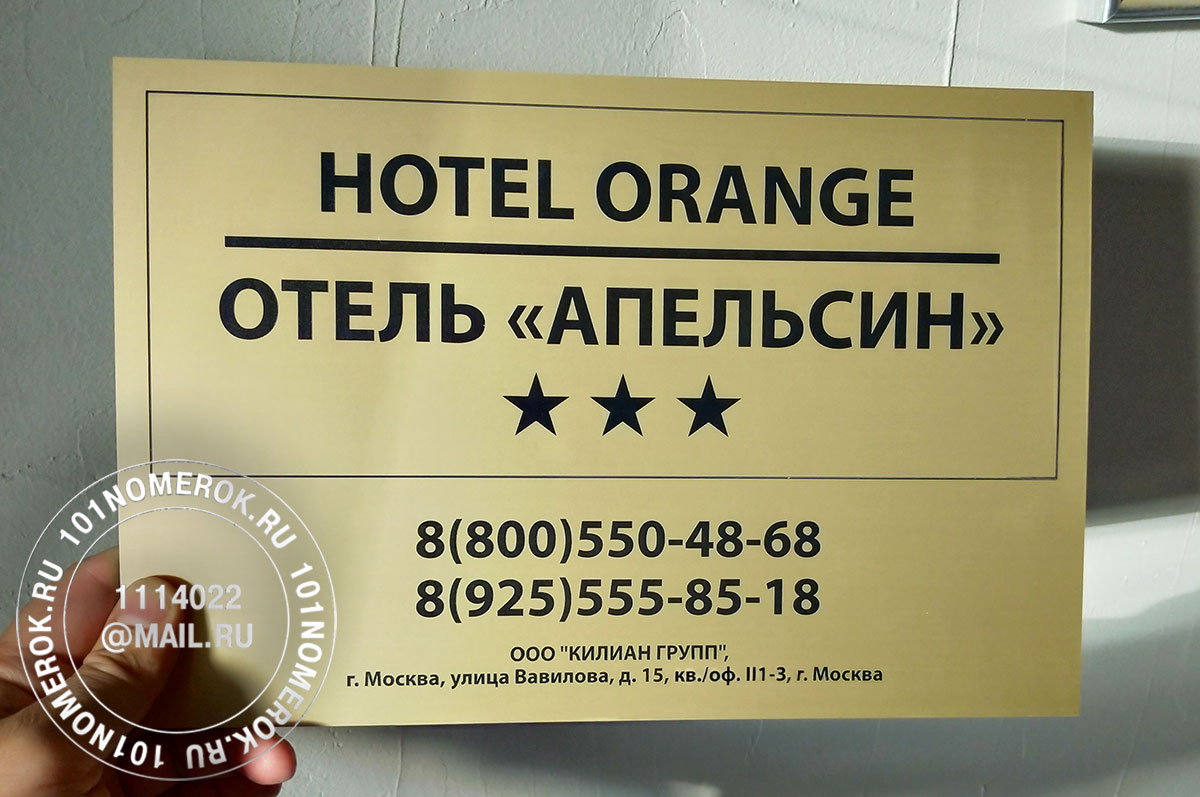 HOTEL ORANGE
ОТЕЛЬ «АПЕЛЬСИН»
★ ★ ★
8(800)550-48-68
8(925)555-85-18
ООО "КИЛИАН ГРУПП",
г. Москва, улица Вавилова, д. 15, кв./оф. II1-3, г. Москва
101NOMEROK.RU 101NOMEROK.RU 101NOMEROK.RU 101NOMEROK.RU
1114022
@MAIL.RU